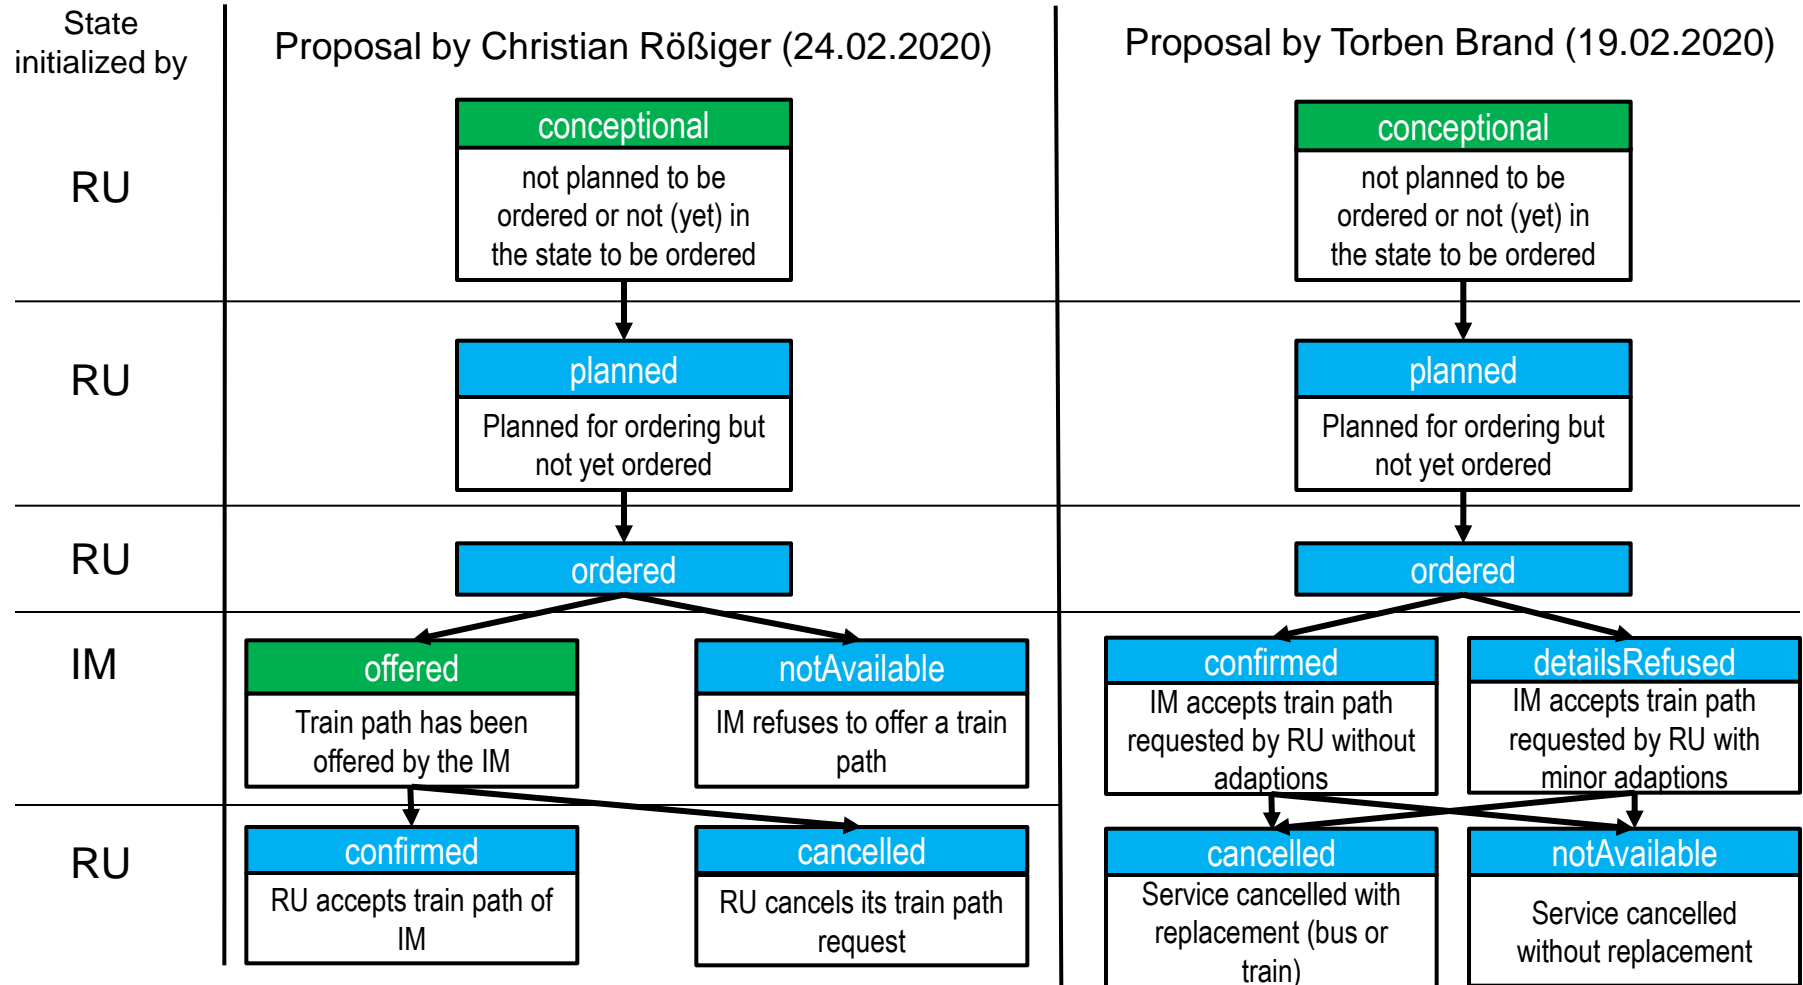 State
initialized by
Proposal by Christian Rößiger (24.02.2020)
Proposal by Torben Brand (19.02.2020)
RU
conceptional
not planned to be
ordered or not (yet) in
the state to be ordered
conceptional
not planned to be
ordered or not (yet) in
the state to be ordered
RU
planned
Planned for ordering but
not yet ordered
planned
Planned for ordering but
not yet ordered
RU
ordered
ordered
IM
offered
Train path has been
offered by the IM
notAvailable
IM refuses to offer a train
path
confirmed
IM accepts train path
requested by RU without
adaptions
detailsRefused
IM accepts train path
requested by RU with
minor adaptions
RU
confirmed
RU accepts train path of
IM
cancelled
RU cancels its train path
request
cancelled
Service cancelled with
replacement (bus or
train)
notAvailable
Service cancelled
without replacement